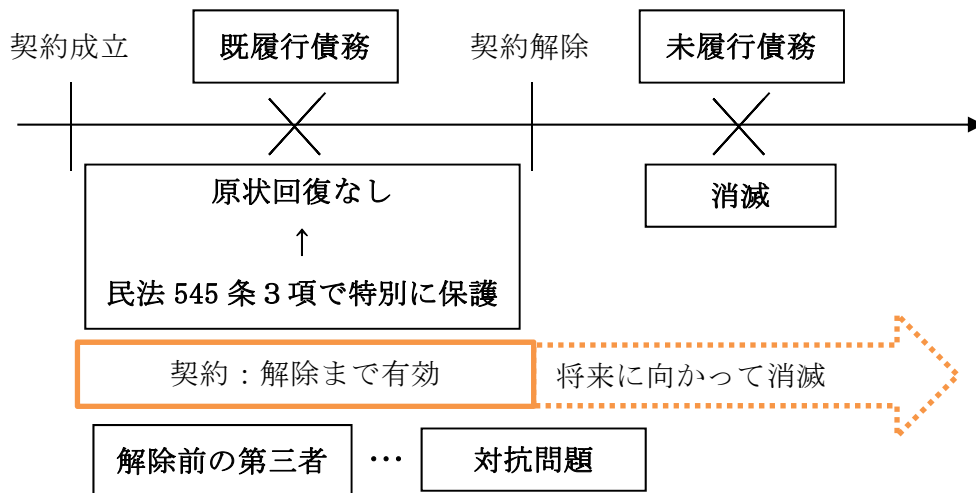 契約成立
既履行債務
契約解除
未履行債務
原状回復なし
↑
民法 545 条３項で特別に保護
消滅
契約：解除まで有効
将来に向かって消滅
解除前の第三者
…
対抗問題